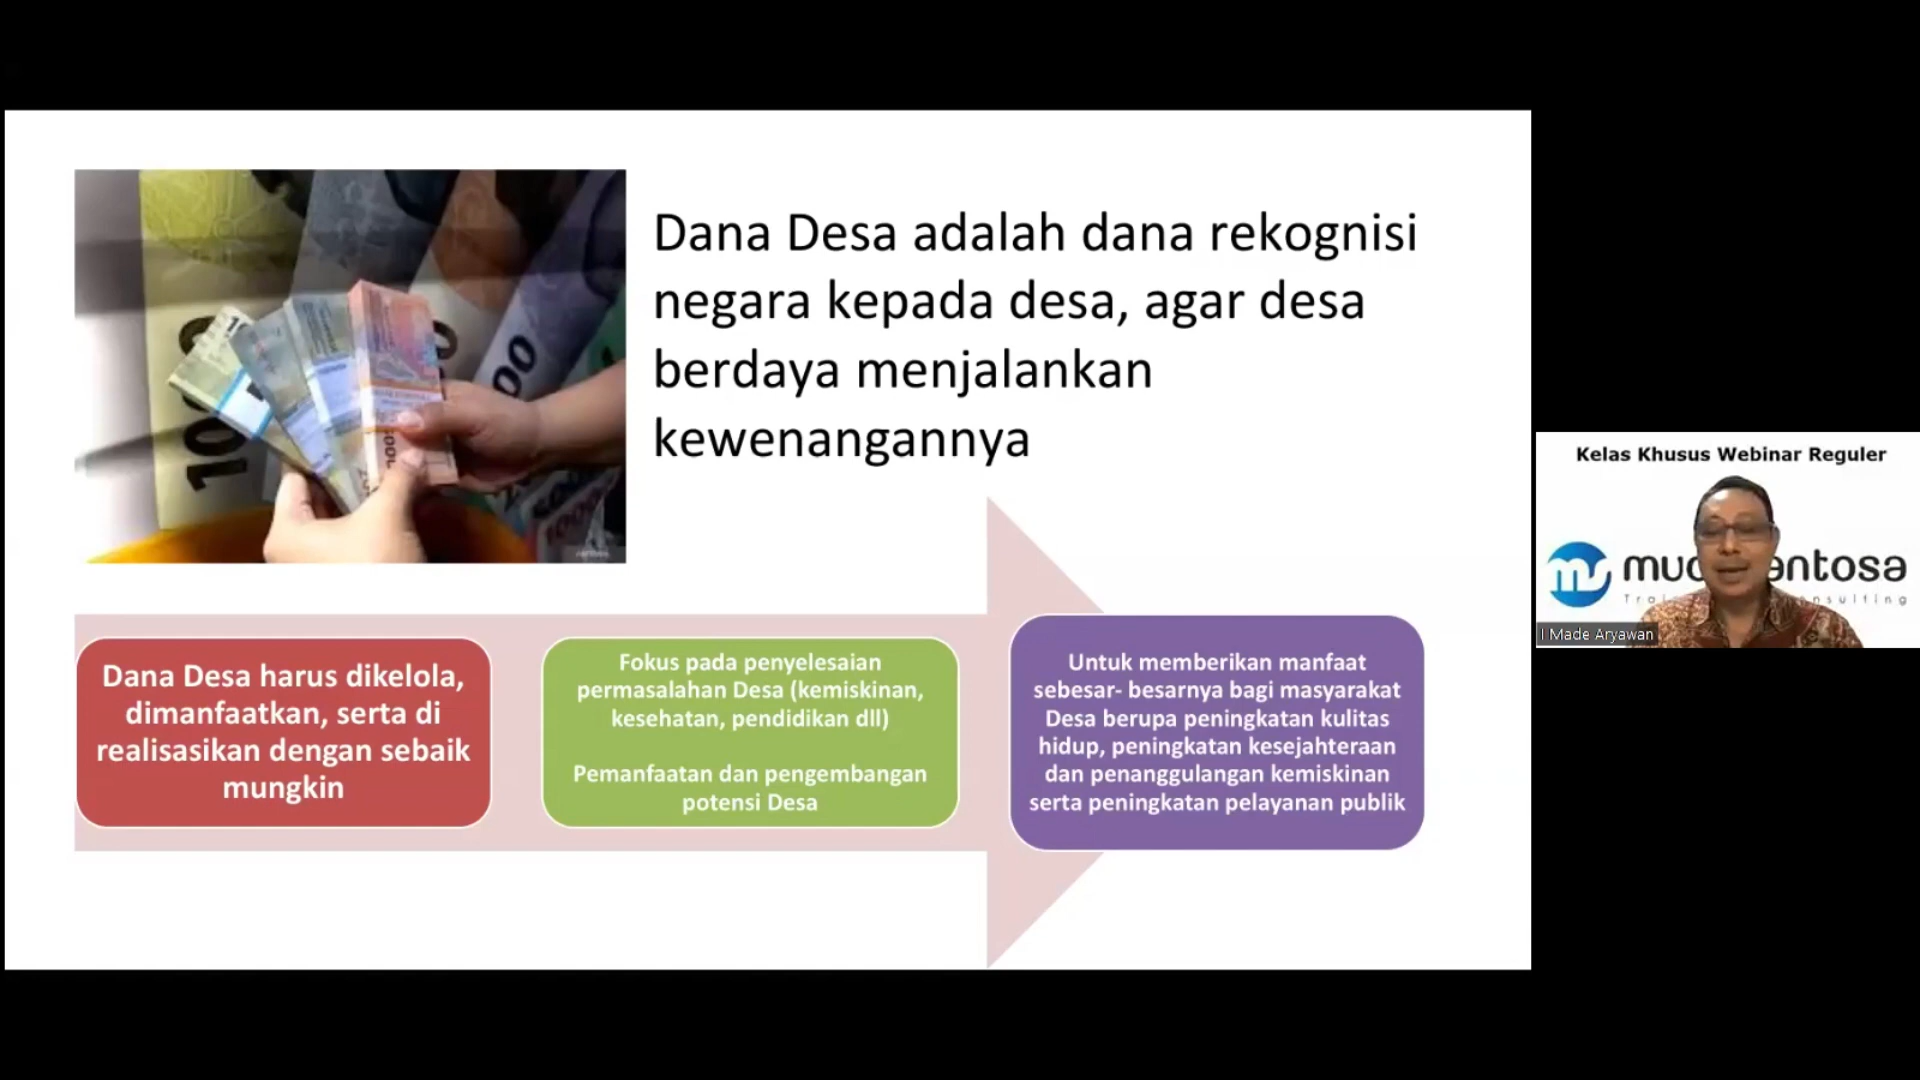 Dana Desa adalah dana rekognisi
negara kepada desa, agar desa
berdaya menjalankan
kewenangannya
Dana Desa harus dikelola,
dimanfaatkan, serta di
realisasikan dengan sebaik
mungkin
Fokus pada penyelesaian
permasalahan Desa (kemiskinan,
kesehatan, pendidikan dll)
Pemanfaatan dan pengembangan
potensi Desa
Untuk memberikan manfaat
sebesar- besarnya bagi masyarakat
Desa berupa peningkatan kulitas
hidup, peningkatan kesejahteraan
dan penanggulangan kemiskinan
serta peningkatan pelayanan publik
Kelas Khusus Webinar Reguler
I Made Aryawan